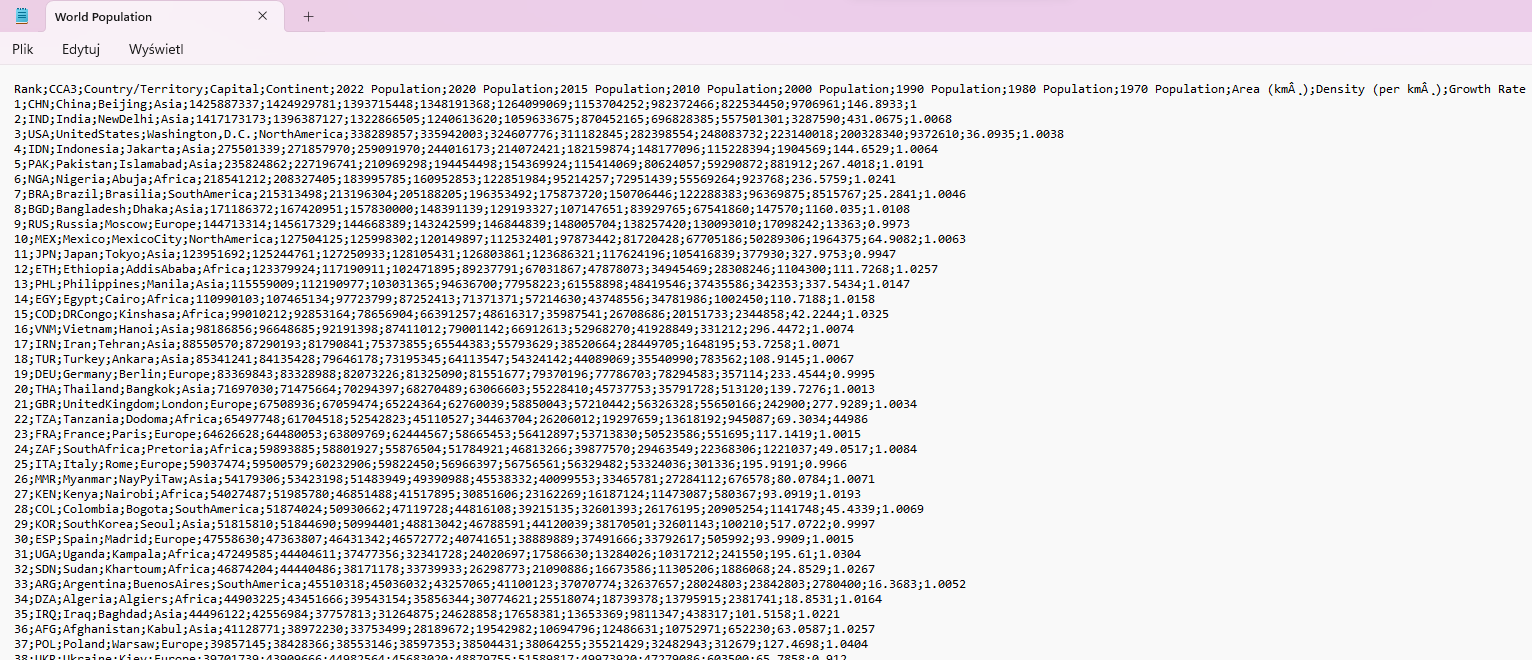 World Population
Plik Edytuj Wyświetl
Rank;CCA3;Country/Territory;Capital;Continent;2022 Population;2020 Population;2015 Population;2010 Population;2000 Population;1990 Population;1980 Population;1970 Population;Area (kmÂ¸);Density (per kmÂ¸);Growth Rate
1;CHN;China;Beijing;Asia;1425887337;1424929781;1393715448;1348191368;1264099069;1153704252;982372466;822534450;9706961;146.8933;1
2;IND;India;NewDelhi;Asia;1417173173;1396387127;1322866505;1240613620;1059633675;870452165;696828385;557501301;3287590;431.0675;1.0068
3;USA;UnitedStates;Washington,D.C.;NorthAmerica;338289857;335942003;324607776;311182845;282398554;248083732;223140018;200328340;9372610;36.0935;1.0038
4;IDN;Indonesia;Jakarta;Asia;275501339;271857970;259091970;244016173;214072421;182159874;148177096;115228394;1904569;144.6529;1.0064
5;PAK;Pakistan;Islamabad;Asia;235824862;227196741;210969298;194454498;154369924;115414069;80624057;59290872;881912;267.4018;1.0191
6;NGA;Nigeria;Abuja;Africa;218541212;208327405;183995785;160952853;122851984;95214257;72951439;55569264;923768;236.5759;1.0241
7;BRA;Brazil;Brasilia;SouthAmerica;215313498;213196304;205188205;196353492;175873720;150706446;122288383;96369875;8515767;25.2841;1.0046
8;BGD;Bangladesh;Dhaka;Asia;171186372;167420951;157830000;148391139;129193327;107147651;83929765;67541860;147570;1160.035;1.0108
9;RUS;Russia;Moscow;Europe;144713314;145617329;144668389;143242599;146844839;148005704;138257420;130093010;17098242;13363;0.9973
10;MEX;Mexico;MexicoCity;NorthAmerica;127504125;125998302;120149897;112532401;97873442;81720428;67705186;50289306;1964375;64.9082;1.0063
11;JPN;Japan;Tokyo;Asia;123951692;125244761;127250933;128105431;126803861;123686321;117624196;105416839;377930;327.9753;0.9947
12;ETH;Ethiopia;AddisAbaba;Africa;123379924;117190911;102471895;89237791;67031867;47878073;34945469;28308246;1104300;111.7268;1.0257
13;PHL;Philippines;Manila;Asia;115559009;112190977;103031365;94636700;77958223;61558898;48419546;37435586;342353;337.5434;1.0147
14;EGY;Egypt;Cairo;Africa;110990103;107465134;97723799;87252413;71371371;57214630;43748556;34781986;1002450;110.7188;1.0158
15;COD;DRCongo;Kinshasa;Africa;99010212;92853164;78656904;66391257;48616317;35987541;26708686;20151733;2344858;42.2244;1.0325
16;VNM;Vietnam;Hanoi;Asia;98186856;96648685;92191398;87411012;79001142;66912613;52968270;41928849;331212;296.4472;1.0074
17;IRN;Iran;Tehran;Asia;88550570;87290193;81790841;75373855;65544383;55793629;38520664;28449705;1648195;53.7258;1.0071
18;TUR;Turkey;Ankara;Asia;85341241;84135428;79646178;73195345;64113547;54324142;44089069;35540990;783562;108.9145;1.0067
19;DEU;Germany;Berlin;Europe;83369843;83328988;82073226;81325090;81551677;79370196;77786703;78294583;357114;233.4544;0.9995
20;THA;Thailand;Bangkok;Asia;71697030;71475664;70294397;68270489;63066603;55228410;45737753;35791728;513120;139.7276;1.0013
21;GBR;UnitedKingdom;London;Europe;67508936;67059474;65224364;62760039;58850043;57210442;56326328;55650166;242900;277.9289;1.0034
22;TZA;Tanzania;Dodoma;Africa;65497748;61704518;52542823;45110527;34463704;26206012;19297659;13618192;945087;69.3034;44986
23;FRA;France;Paris;Europe;64626628;64480053;63809769;62444567;58665453;56412897;53713830;50523586;551695;117.1419;1.0015
24;ZAF;SouthAfrica;Pretoria;Africa;59893885;58801927;55876504;51784921;46813266;39877570;29463549;22368306;1221037;49.0517;1.0084
25;ITA;Italy;Rome;Europe;59037474;59500579;60232906;59822450;56966397;56756561;56329482;53324036;301336;195.9191;0.9966
26;MMR;Myanmar;NayPyiTaw;Asia;54179306;53423198;51483949;49390988;45538332;40099553;33465781;27284112;676578;80.0784;1.0071
27;KEN;Kenya;Nairobi;Africa;54027487;51985780;46851488;41517895;30851606;23162269;16187124;11473087;580367;93.0919;1.0193
28;COL;Colombia;Bogota;SouthAmerica;51874024;50930662;47119728;44816108;39215135;32601393;26176195;20905254;1141748;45.4339;1.0069
29;KOR;SouthKorea;Seoul;Asia;51815810;51844690;50994401;48813042;46788591;44120039;38170501;32601143;100210;517.0722;0.9997
30;ESP;Spain;Madrid;Europe;47558630;47363807;46431342;46572772;40741651;38889889;37491666;33792617;505992;93.9909;1.0015
31;UGA;Uganda;Kampala;Africa;47249585;44404611;37477356;32341728;24020697;17586630;13284026;10317212;241550;195.61;1.0304
32;SDN;Sudan;Khartoum;Africa;46874204;44440486;38171178;33739933;26298773;21090886;16673586;11305206;1886068;24.8529;1.0267
33;ARG;Argentina;BuenosAires;SouthAmerica;45510318;45036032;43257065;41100123;37070774;32637657;28024803;23842803;2780400;16.3683;1.0052
34;DZA;Algeria;Algiers;Africa;44903225;43451666;39543154;35856344;30774621;25518074;18739378;13795915;2381741;18.8531;1.0164
35;IRQ;Iraq;Baghdad;Asia;44496122;42556984;37757813;31264875;24628858;17658381;13653369;9811347;438317;101.5158;1.0221
36;AFG;Afghanistan;Kabul;Asia;41128771;38972230;33753499;28189672;19542982;10694796;12486631;10752971;652230;63.0587;1.0257
37;POL;Poland;Warsaw;Europe;39857145;38428366;38553146;38597353;38504431;38064255;35521429;32482943;312679;127.4698;1.0404
38;UKR;Ukraine;Kiev;Europe;39701739;43909666;44982564;45683020;48879755;51589817;49973920;47279086;603500;65.7858;0.912